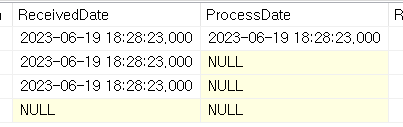 ReceivedDate ProcessDate R
2023-06-19 18:28:23,000 2023-06-19 18:28:23,000
2023-06-19 18:28:23,000 NULL
2023-06-19 18:28:23,000 NULL
NULL NULL